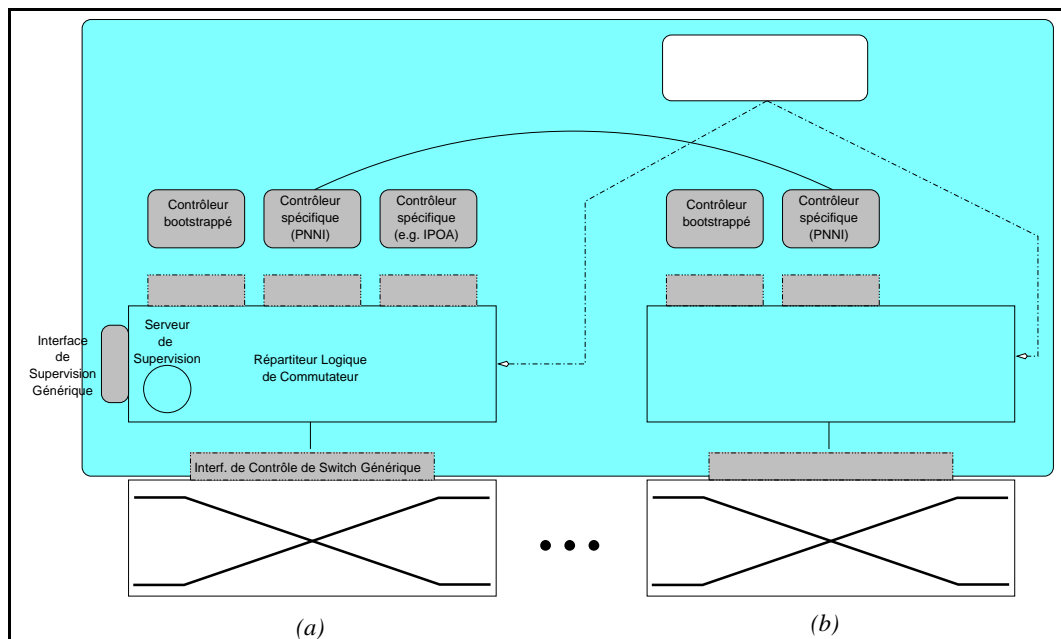 Contrôleur
bootstrappé
Contrôleur
spécifique
(PNNI)
Contrôleur
spécifique
(e.g. IPOA)
Contrôleur
bootstrappé
Contrôleur
spécifique
(PNNI)
Interface
de
Supervision
Générique
Serveur
de
Supervision
Répartiteur Logique
de Commutateur
Interf. de Contrôle de Switch Générique
(a)
(b)